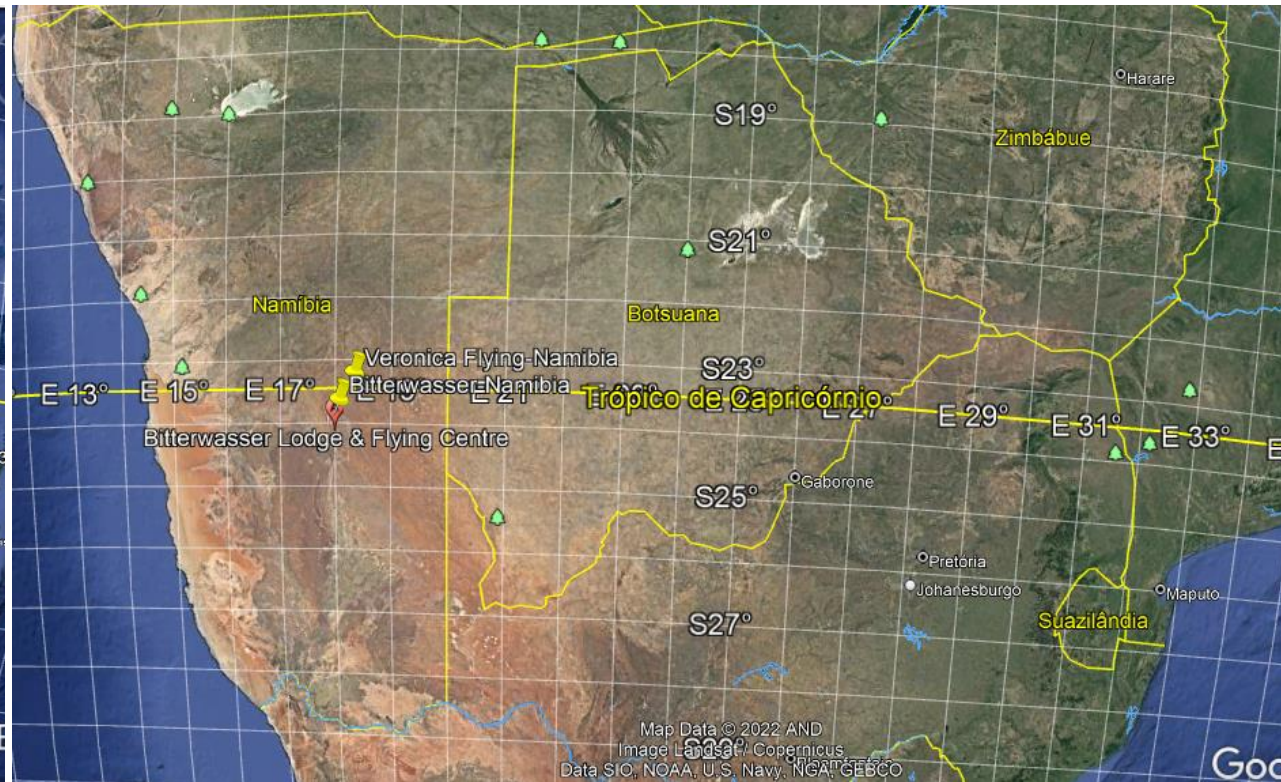 Harare
S19°
Zimbábue
S21°
Namíbia
Botsuana
Veronica Flying-Namibia
S23°
Bitterwasser-Namibia
E 13°
E 15°
E 17°
E 21°
Trópico de Capricórnio
E 27°
E 29°
E 31°
E 33°
Bitterwasser Lodge & Flying Centre
Gaborone
S25°
Pretoria
Johanesburgo
Maputo
S27°
Suazilândia
Map Data © 2022 AND
Image Landsat / Copernicus
Data SIO, NOAA, U.S. Navy, NGA, GEBCO
Goo